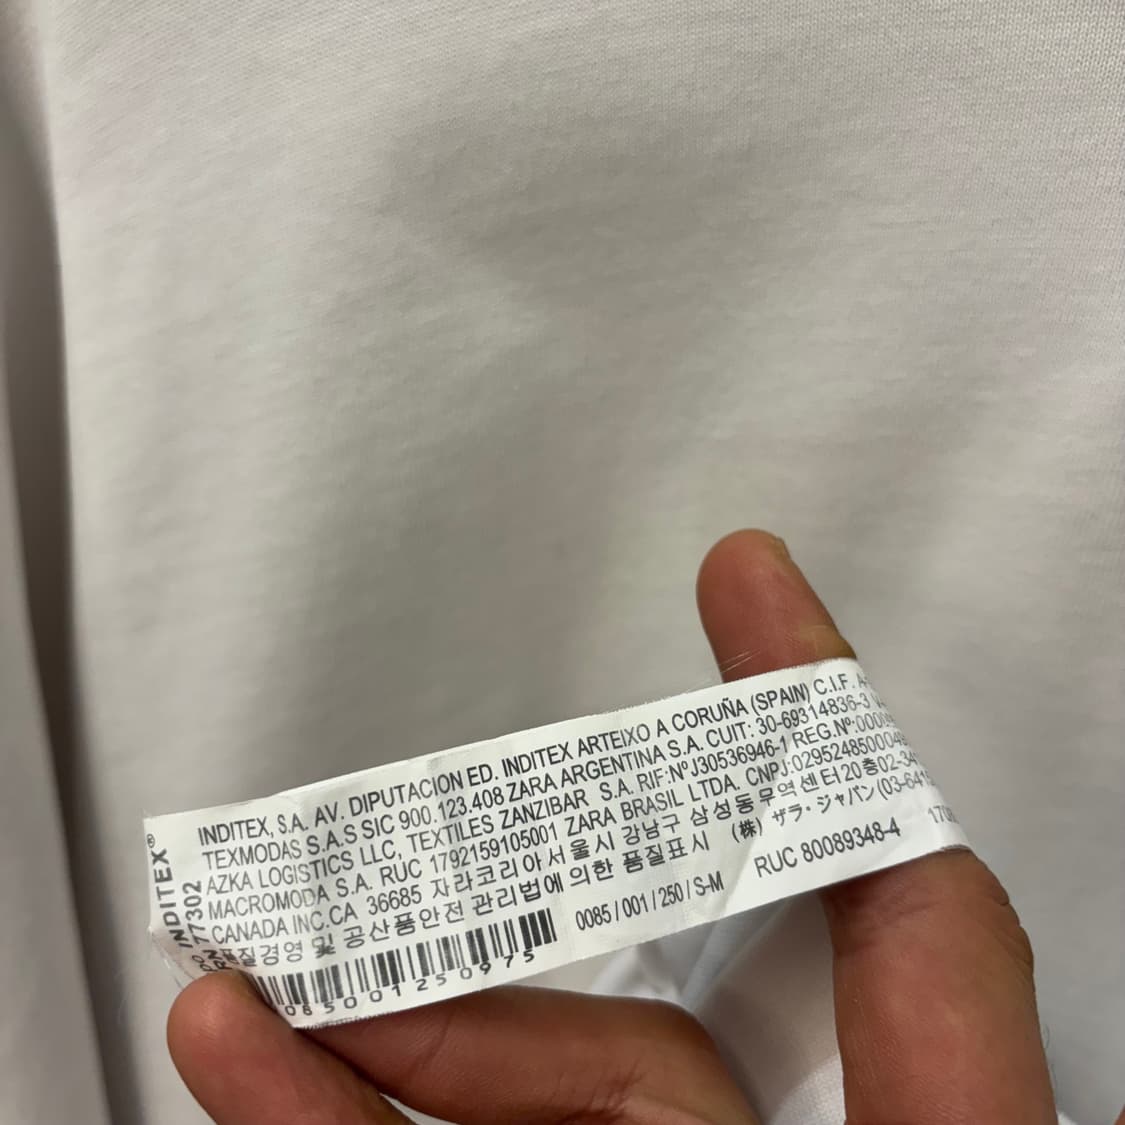 INDITEX®
RN 77302
INDITEX, S.A. AV. DIPUTACION ED. INDITEX ARTEIXO A CORUÑA (SPAIN) C.I.F.
TEXMODAS S.A.S SIC 900.123.408 ZARA ARGENTINA S.A. CUIT: 30-69314836-3
AZKA LOGISTICS LLC, TEXTILES ZANZIBAR S.A. RIF:NºJ30536946-1 REG.Nº:
MACROMODA S.A. RUC 1792159105001 ZARA BRASIL LTDA. CNPJ:
CANADA INC.CA 36685 자라코리아 서울시 강남구 삼성동무역센터20층
품질경영 및 공산품안전 관리법에 의한 품질표시 (株) ザラ・ジャパン
RUC 80089348-4
0085 / 001 / 250 / S-M
085001250975